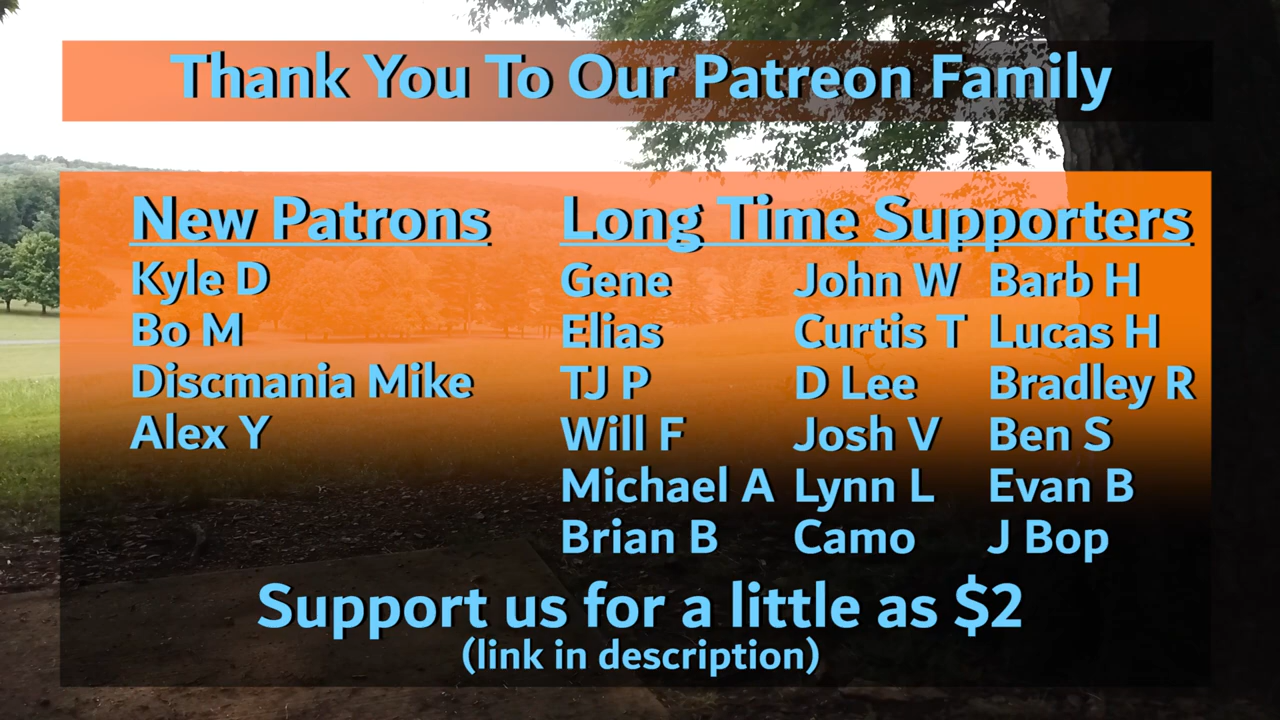 Thank You To Our Patreon Family
New Patrons
Kyle D
Bo M
Discmania Mike
Alex Y
Long Time Supporters
Gene John W Barb H
Elias Curtis T Lucas H
TJ P D Lee Bradley R
Will F Josh V Ben S
Michael A Lynn L Evan B
Brian B Camo J Bop
Support us for a little as $2
(link in description)